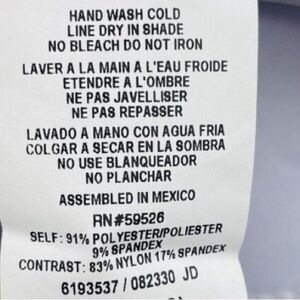 HAND WASH COLD
LINE DRY IN SHADE
NO BLEACH DO NOT IRON
LAVER A LA MAIN A L'EAU FROIDE
ETENDRE A L'OMBRE
NE PAS JAVELLISER
NE PAS REPASSER
LAVADO A MANO CON AGUA FRIA
COLGAR A SECAR EN LA SOMBRA
NO USE BLANQUEADOR
NO PLANCHAR
ASSEMBLED IN MEXICO
RN#59526
SELF: 91% POLYESTER/POLIESTER
9% SPANDEX
CONTRAST: 83% NYLON 17% SPANDEX
6193537 / 082330 JD